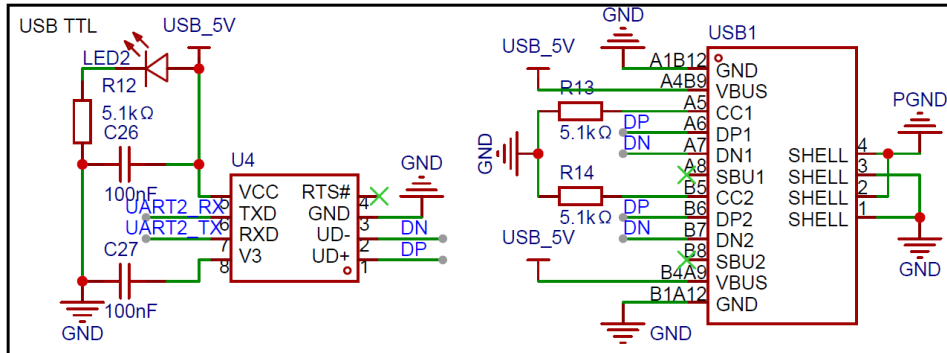 USB TTL
USB_5V
LED2
R12
5.1kΩ
C26
100nF
U4
VCC
TXD
RXD
V3
5
6
7
8
RTS#
GND
UD-
UD+
4
3
2
1
UART2_RX
UART2_TX
C27
100nF
GND
GND
DN
DP
GND
USB1
USB_5V
R13
5.1kΩ
GND
R14
5.1kΩ
DP
DN
DP
DN
USB_5V
GND
A1B12
A4B9
A5
A6
A7
A8
B5
B6
B7
B8
B4A9
B1A12
GND
VBUS
CC1
DP1
DN1
SBU1
CC2
DP2
DN2
SBU2
VBUS
GND
SHELL
SHELL
SHELL
SHELL
4
3
2
1
PGND
GND